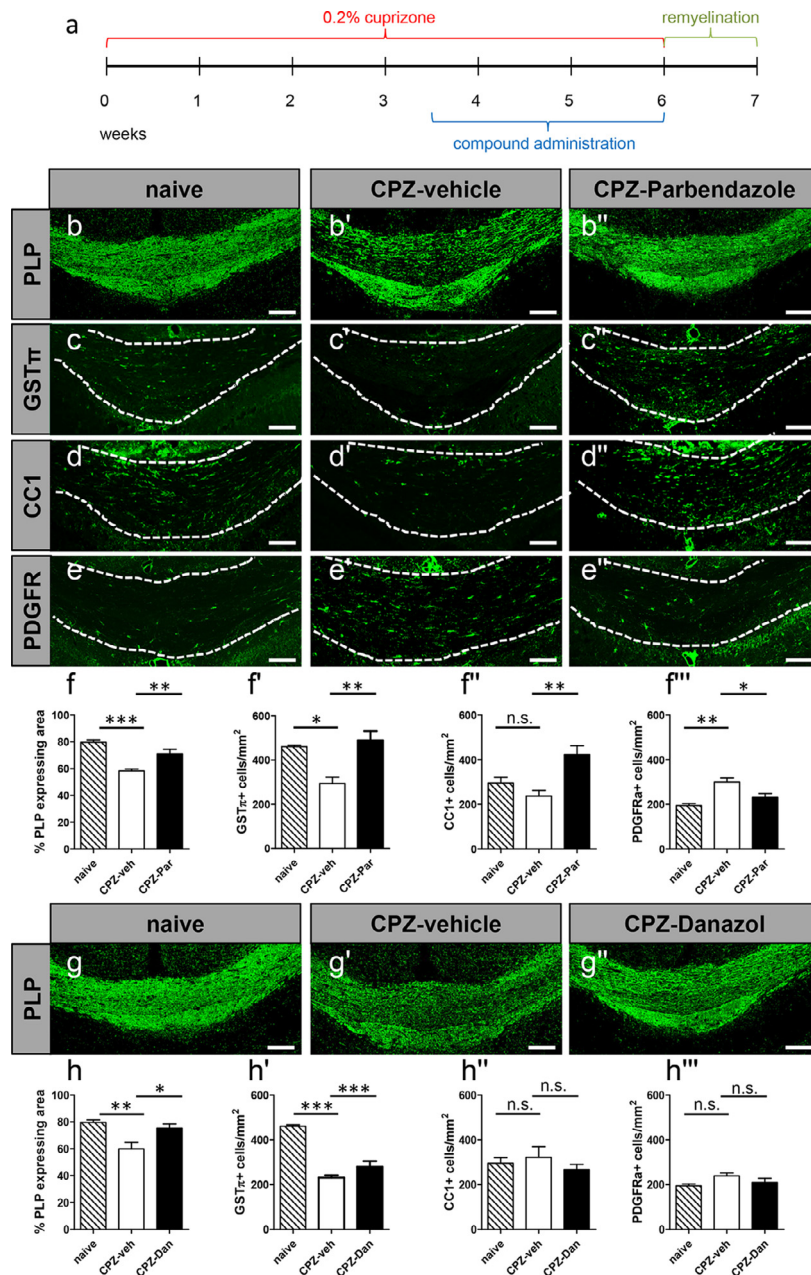 a
0.2% cuprizone
remyelination
0 1 2 3 4 5 6 7
weeks
compound administration
naive CPZ-vehicle CPZ-Parbendazole
PLP
b b' b''
GSTπ
c c' c''
CC1
d d' d''
PDGFR
e e' e''
f f' f'' f'''
% PLP expressing area
100
80
60
40
20
0
***
**
naive CPZ-veh CPZ-Par
GSTπ+ cells/mm²
600
400
200
0
*
**
naive CPZ-veh CPZ-Par
CC1+ cells/mm²
600
400
200
0
n.s.
**
naive CPZ-veh CPZ-Par
PDGFRa+ cells/mm²
600
400
200
0
**
*
naive CPZ-veh CPZ-Par
naive CPZ-vehicle CPZ-Danazol
PLP
g g' g''
h h' h'' h'''
% PLP expressing area
100
80
60
40
20
0
**
*
naive CPZ-veh CPZ-Dan
GSTπ+ cells/mm²
600
400
200
0
***
***
naive CPZ-veh CPZ-Dan
CC1+ cells/mm²
600
400
200
0
n.s.
n.s.
naive CPZ-veh CPZ-Dan
PDGFRa+ cells/mm²
600
400
200
0
n.s.
n.s.
naive CPZ-veh CPZ-Dan